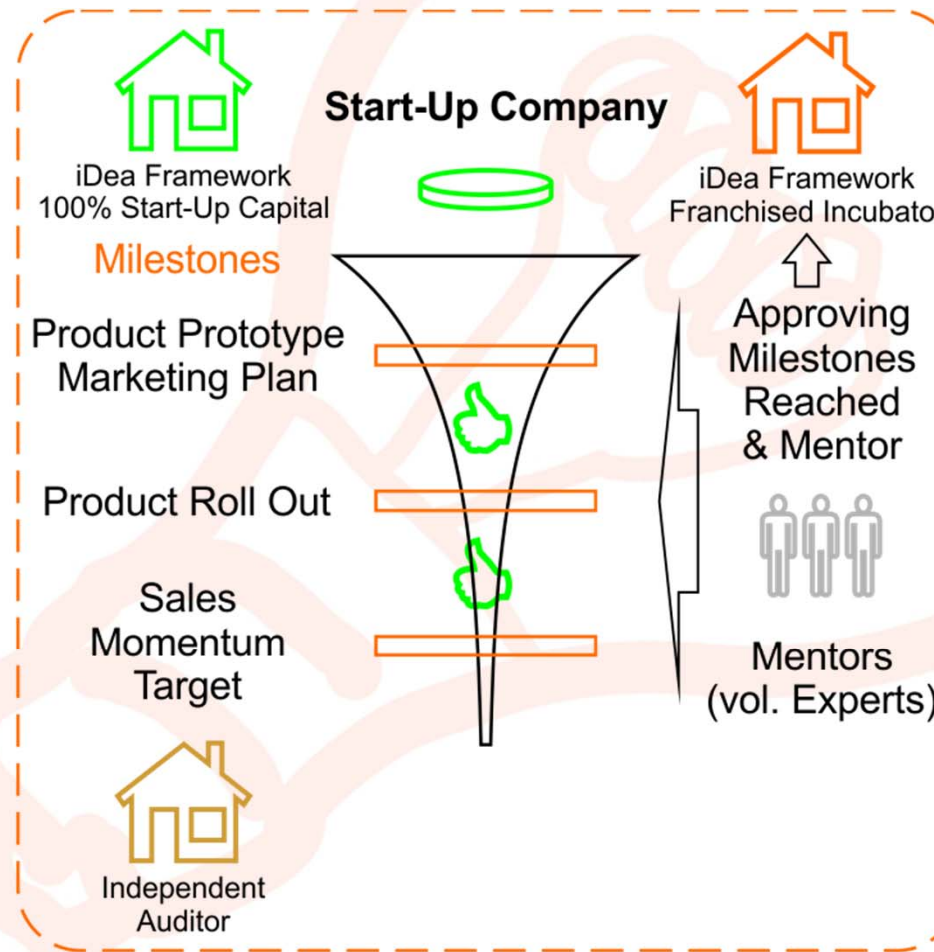 Start-Up Company
iDea Framework
100% Start-Up Capital
iDea Framework
Franchised Incubato
Milestones
Product Prototype
Marketing Plan
Product Roll Out
Sales
Momentum
Target
Approving
Milestones
Reached
& Mentor
Mentors
(vol. Experts)
Independent
Auditor